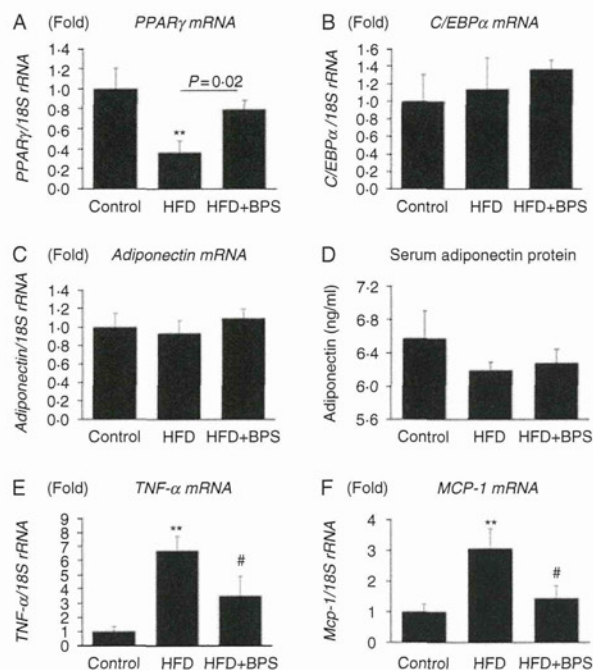 A (Fold) PPARγ mRNA
PPARγ/18S rRNA
1·4
1·2
1·0
0·8
0·6
0·4
0·2
0·0
P=0·02
**
Control HFD HFD+BPS
B (Fold) C/EBPα mRNA
C/EBPα/18S rRNA
1·6
1·4
1·2
1·0
0·8
0·6
0·4
0·2
0·0
Control HFD HFD+BPS
C (Fold) Adiponectin mRNA
Adiponectin/18S rRNA
1·4
1·2
1·0
0·8
0·6
0·4
0·2
0·0
Control HFD HFD+BPS
D Serum adiponectin protein
Adiponectin (ng/ml)
7·2
6·8
6·4
6·0
5·6
Control HFD HFD+BPS
E (Fold) TNF-α mRNA
TNF-α/18S rRNA
9
8
7
6
5
4
3
2
1
**
#
Control HFD HFD+BPS
F (Fold) MCP-1 mRNA
Mcp-1/18S rRNA
4
3
2
1
0
**
#
Control HFD HFD+BPS